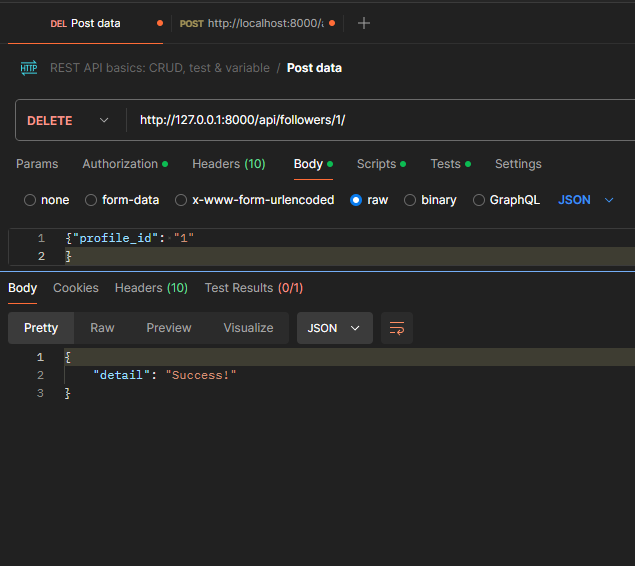 DEL Post data
POST http://localhost:8000/a
HTTP REST API basics: CRUD, test & variable / Post data
DELETE http://127.0.0.1:8000/api/followers/1/
Params Authorization Headers (10) Body Scripts Tests Settings
none form-data x-www-form-urlencoded raw binary GraphQL JSON
1 {"profile_id": "1"
2 }
Body Cookies Headers (10) Test Results (0/1)
Pretty Raw Preview Visualize JSON
1 {
2 "detail": "Success!"
3 }